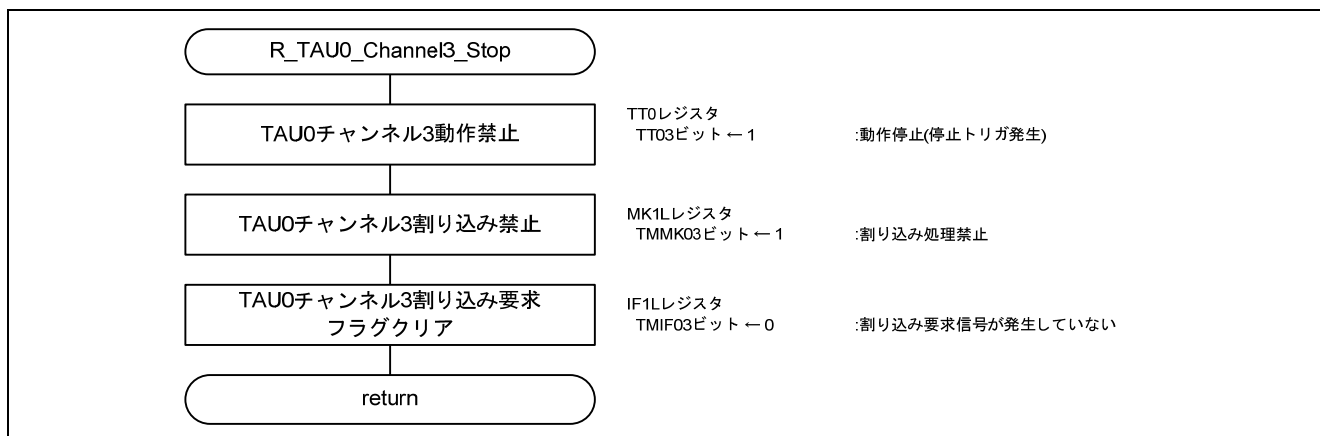 R_TAU0_Channel3_Stop
TAU0チャンネル3動作禁止
TT0レジスタ
TT03ビット ← 1 :動作停止(停止トリガ発生)
TAU0チャンネル3割り込み禁止
MK1Lレジスタ
TMMK03ビット ← 1 :割り込み処理禁止
TAU0チャンネル3割り込み要求
フラグクリア
IF1Lレジスタ
TMIF03ビット ← 0 :割り込み要求信号が発生していない
return